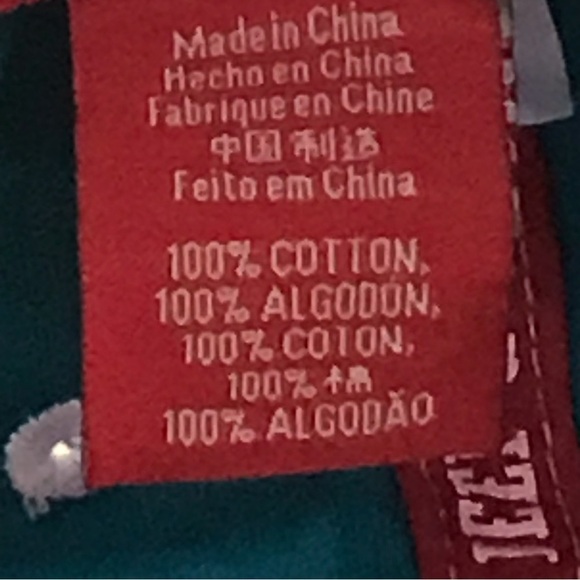 Made in China
Hecho en China
Fabrique en Chine
中国制造
Feito em China
100% COTTON,
100% ALGODÓN,
100% COTON,
100% 棉
100% ALGODÃO